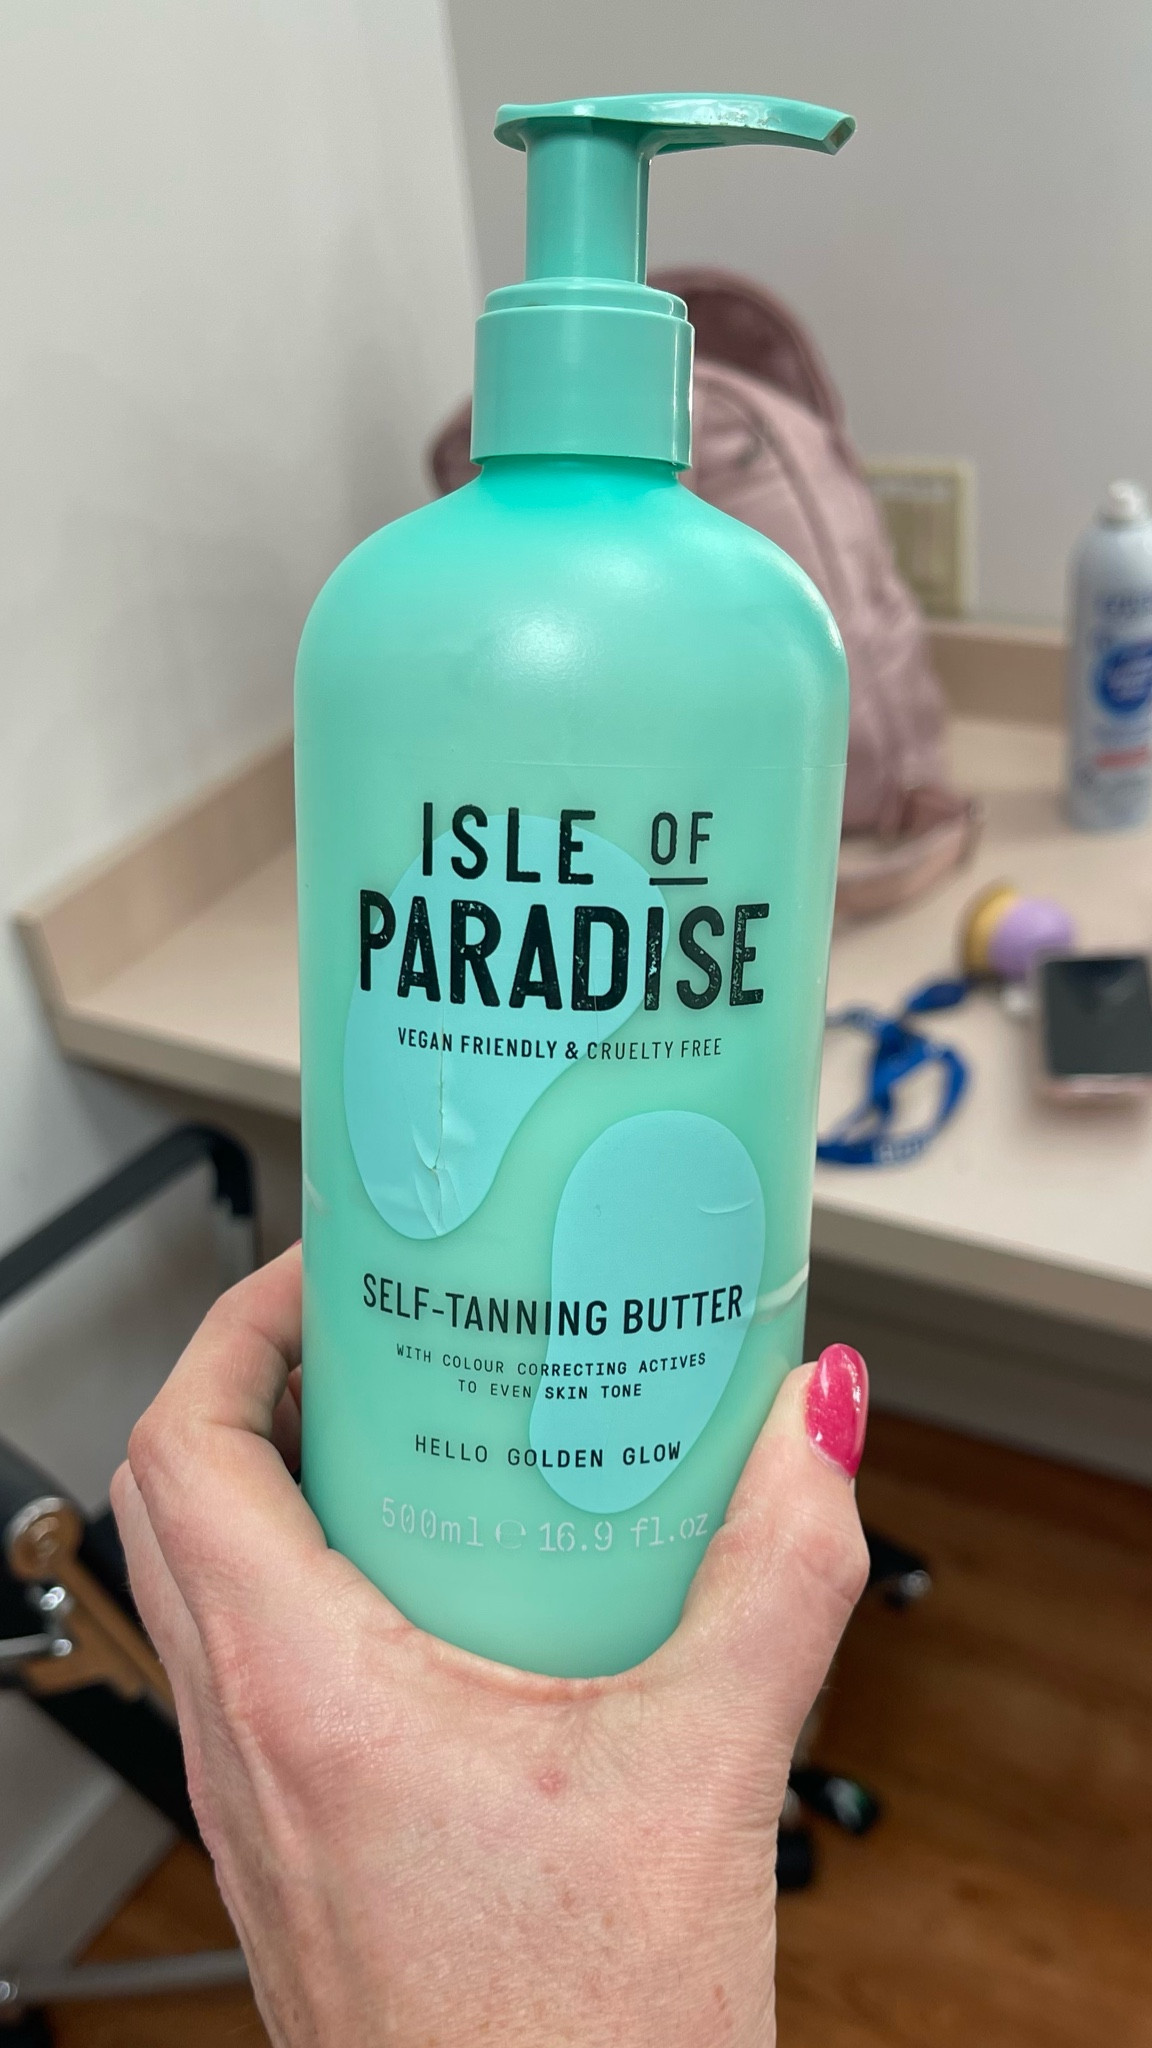 ISLE OF
PARADISE
VEGAN FRIENDLY & CRUELTY FREE
SELF-TANNING BUTTER
WITH COLOUR CORRECTING ACTIVES
TO EVEN SKIN TONE
HELLO GOLDEN GLOW
500ml ℮ 16.9 fl.oz